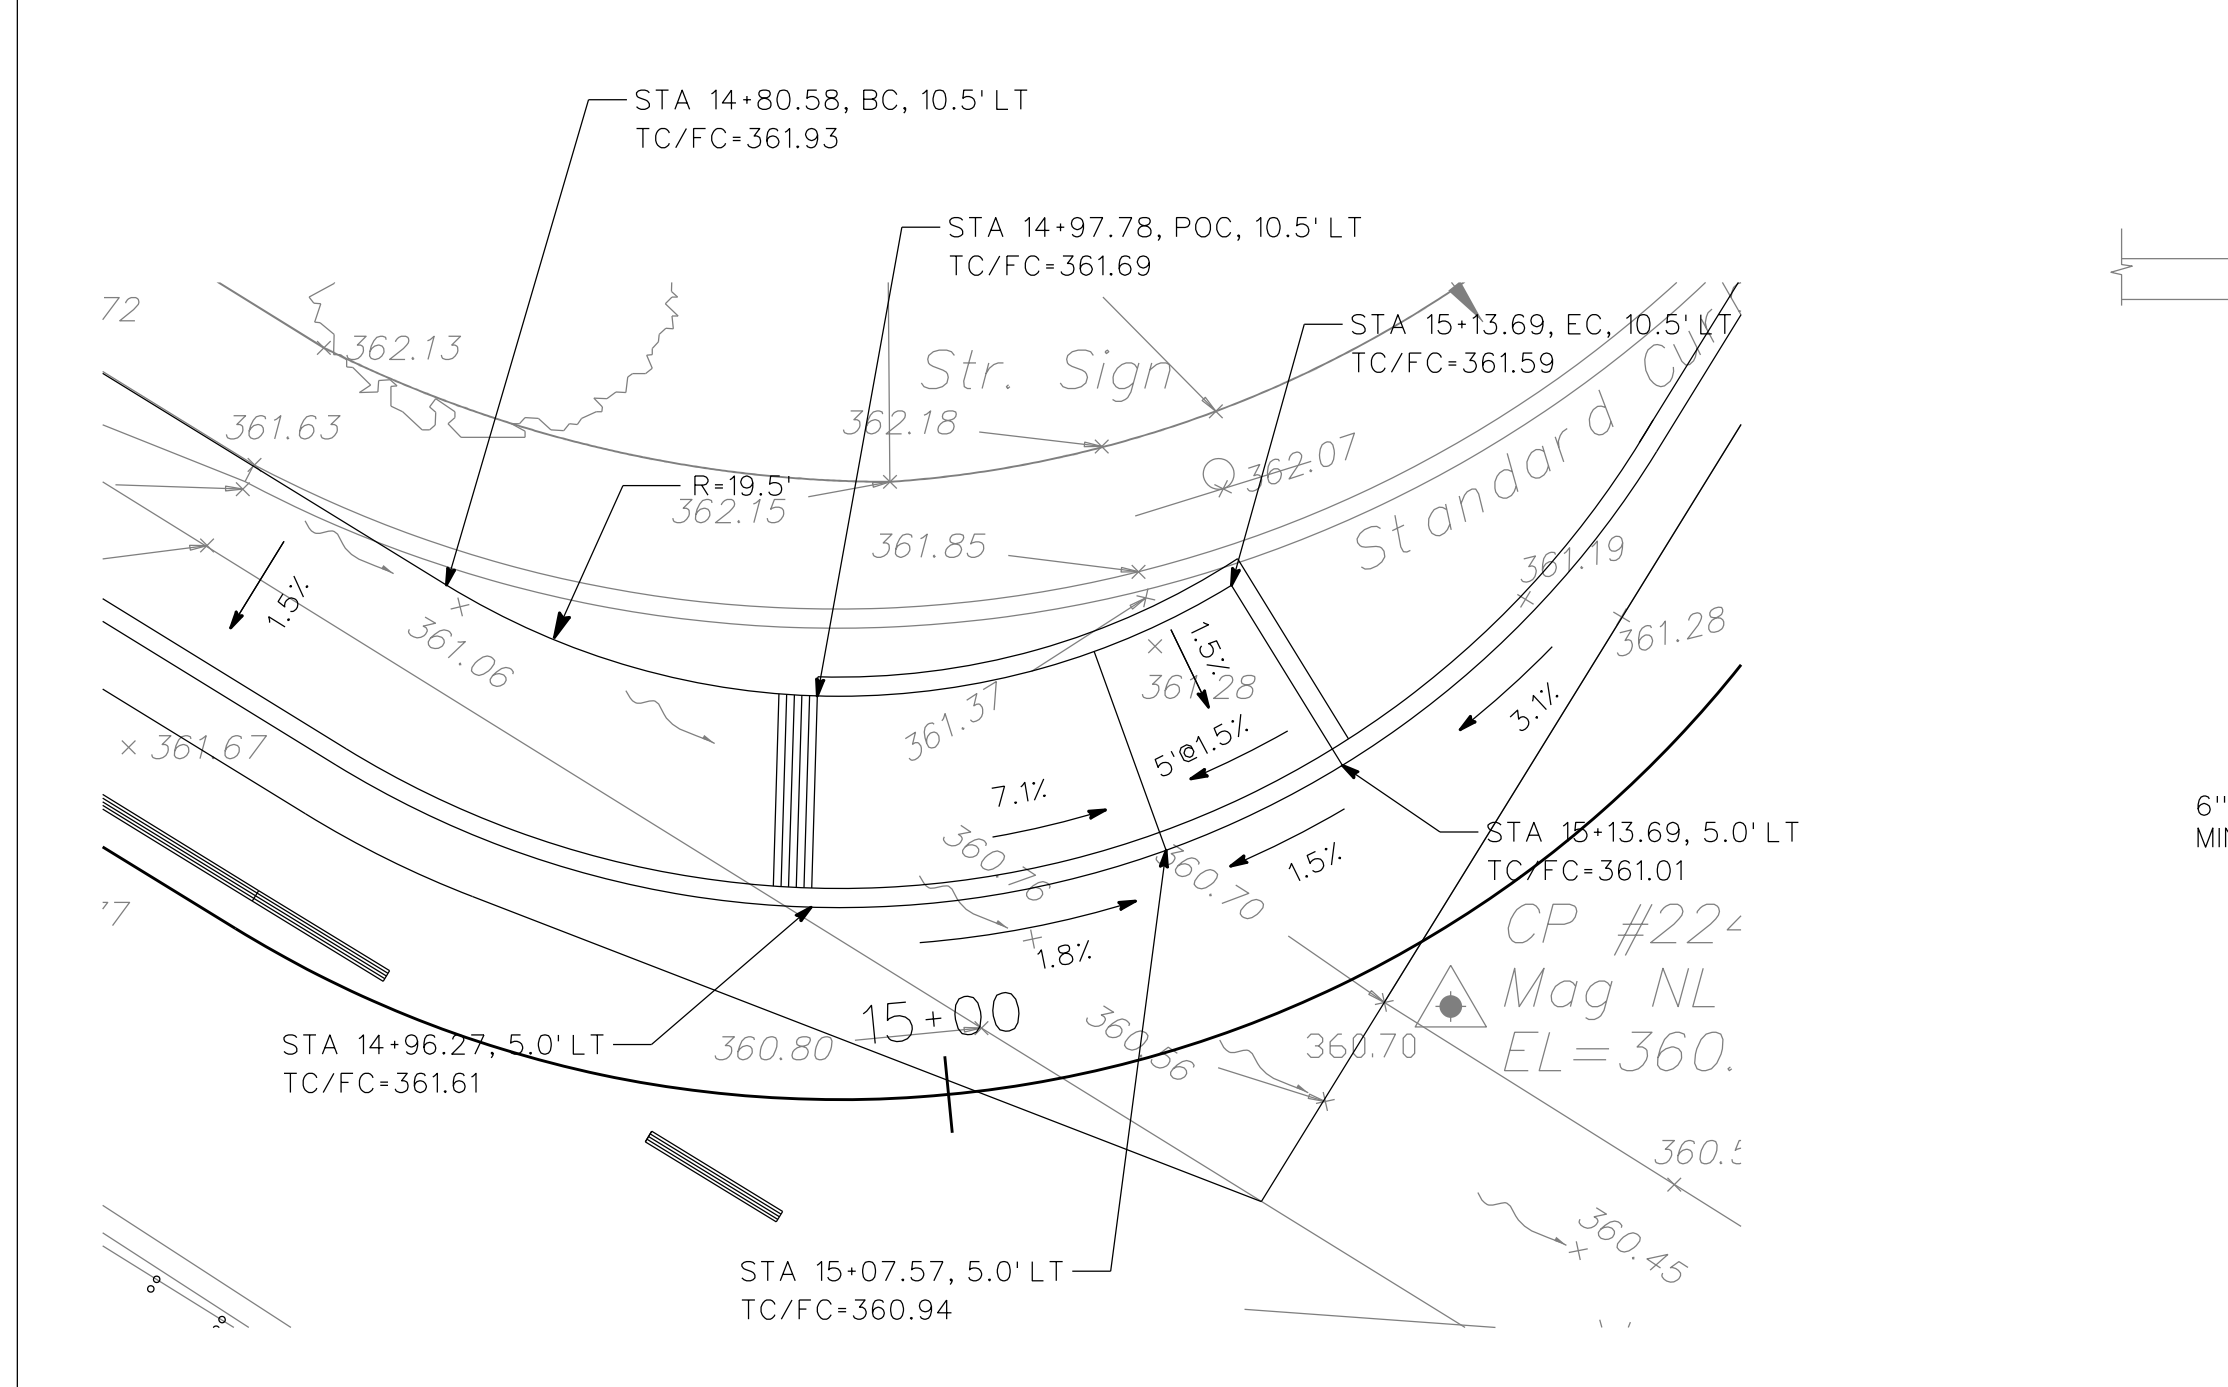 STA 14+80.58, BC, 10.5' LT
TC/FC=361.93
STA 14+97.78, POC, 10.5' LT
TC/FC=361.69
72
362.13
STA 15+13.69, EC, 10.5' LT
TC/FC=361.59
Str. Sign
361.63
362.18
362.07
R=19.5'
362.15
361.85
Standard Cur
361.19
1.5%
361.06
361.28
1.5%
361.28
361.37
3.1%
361.67
5'@1.5%
7.1%
6"
STA 15+13.69, 5.0' LT
TC/FC=361.01
360.76
360.70
1.5%
CP #224
1.8%
Mag NL
15+00
STA 14+96.27, 5.0' LT
TC/FC=361.61
360.80
360.56
360.70
EL=360.
360.5
360.45
STA 15+07.57, 5.0' LT
TC/FC=360.94